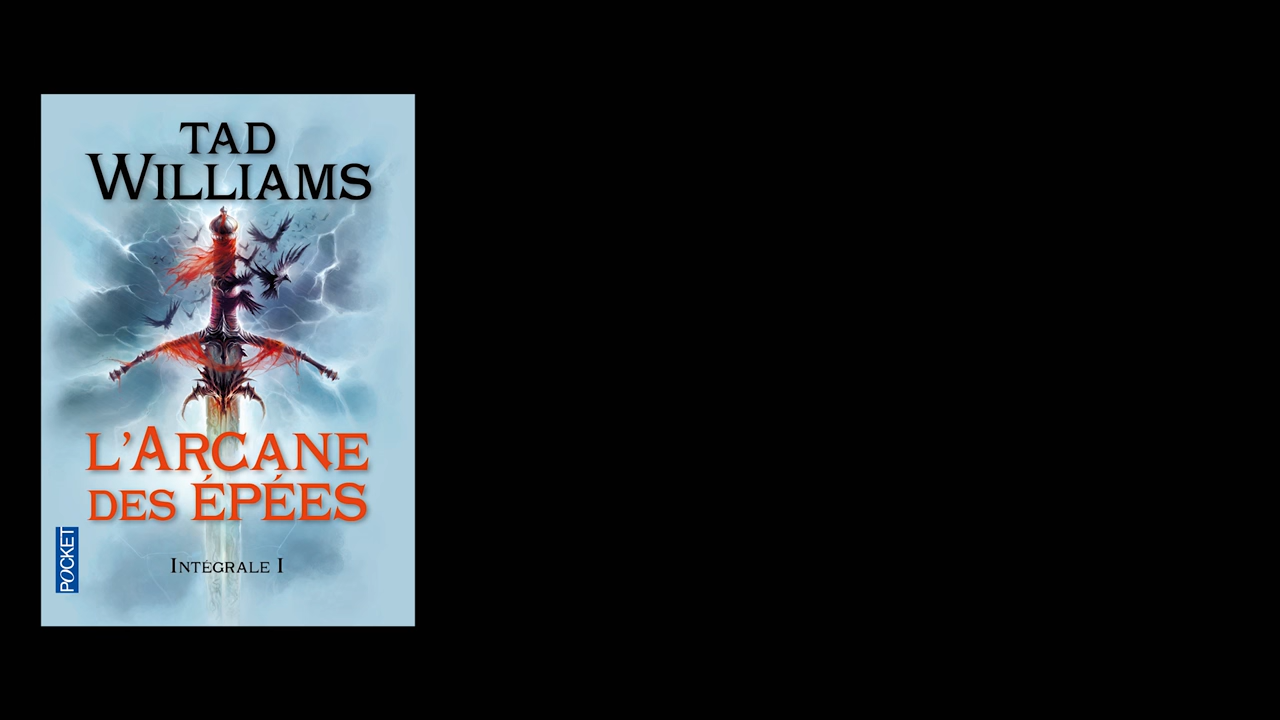 TAD
WILLIAMS
L'ARCANE
DES ÉPÉES
INTÉGRALE I
POCKET